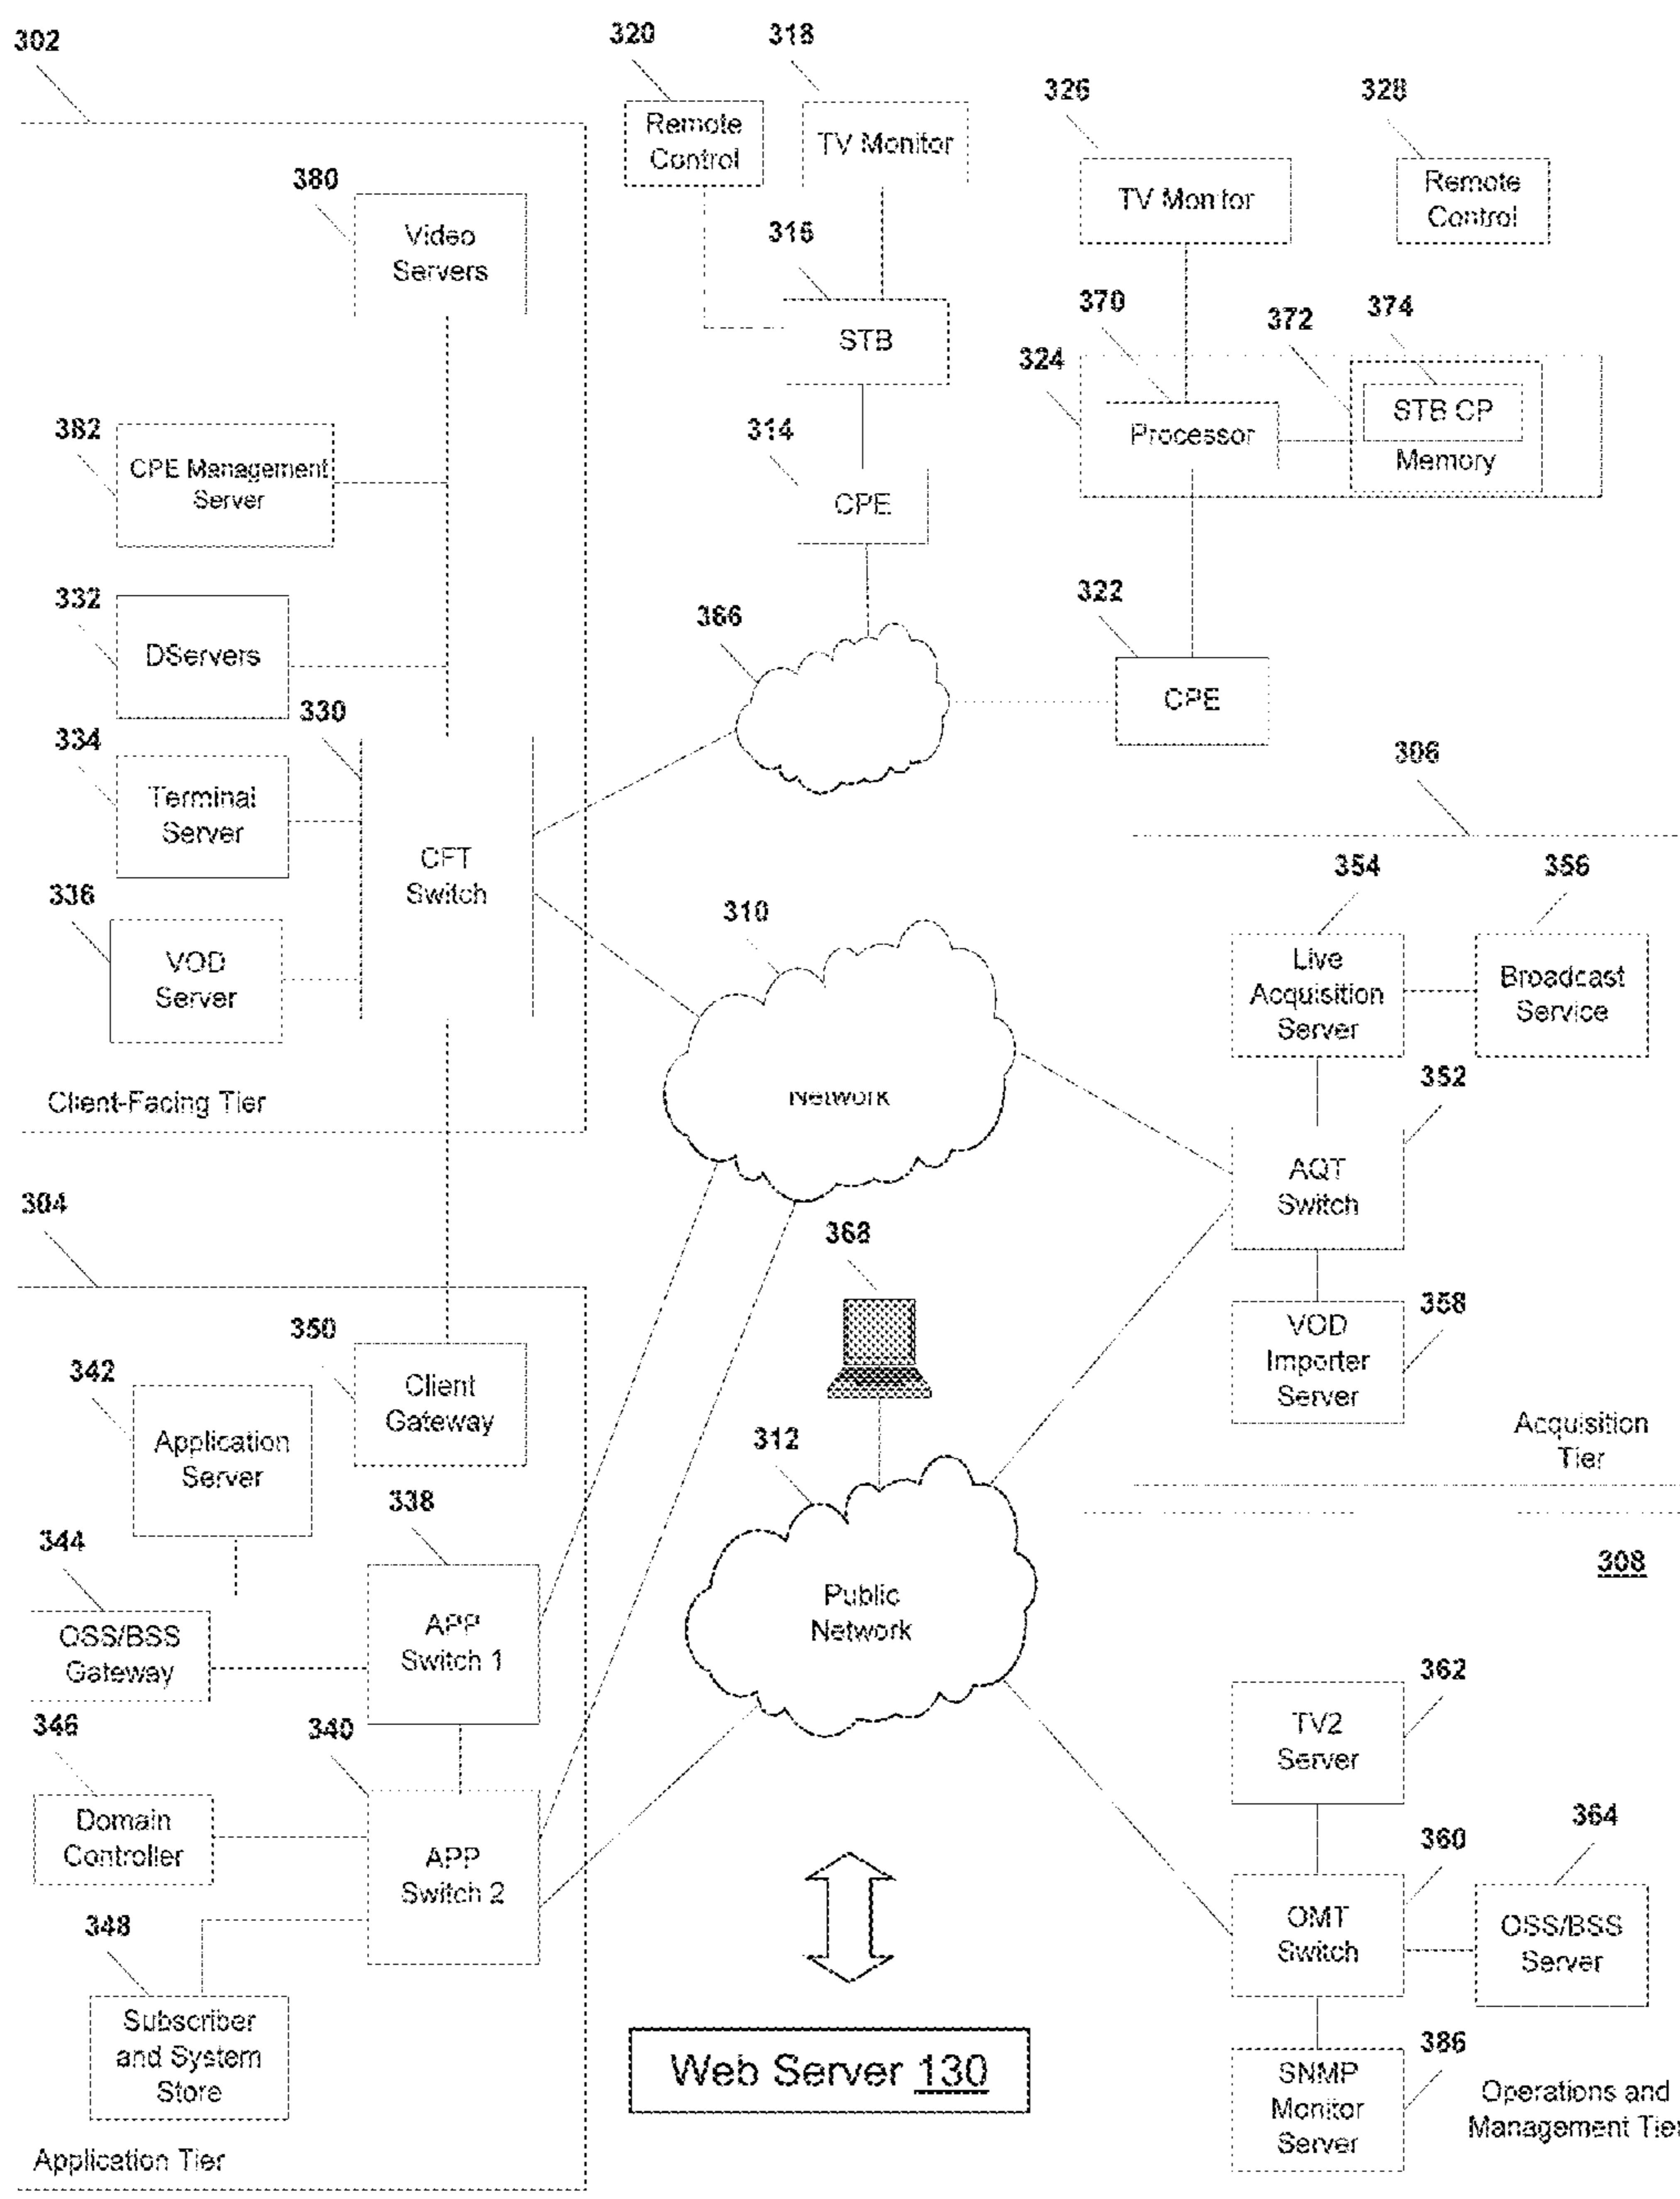 302
320
318
326
328
Remote
Control
TV Monitor
TV Monitor
Remote
Control
380
Video
Servers
316
STB
370
372
374
324
Processor
STB CP
Memory
382
CPE Management
Server
314
CPE
332
DServers
366
322
CPE
330
334
Terminal
Server
CFT
Switch
336
VOD
Server
Client-Facing Tier
306
354
356
Live
Acquisition
Server
Broadcast
Service
310
Network
352
AQT
Switch
358
VOD
Importer
Server
Acquisition
Tier
304
368
350
Client
Gateway
342
Application
Server
312
Public
Network
338
APP
Switch 1
344
OSS/BSS
Gateway
308
346
Domain
Controller
340
APP
Switch 2
362
TV2
Server
360
OMT
Switch
364
OSS/BSS
Server
348
Subscriber
and System
Store
Application Tier
Web Server 130
386
SNMP
Monitor
Server
Operations and
Management Tier